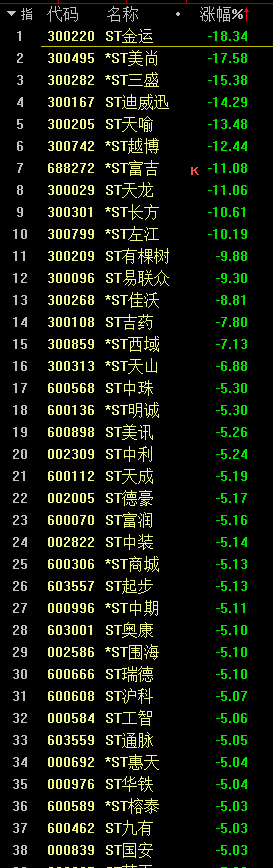 ▼指 代码 名称 • 涨幅%↑
1 300220 ST金运 -18.34
2 300495 *ST美尚 -17.58
3 300282 *ST三盛 -15.38
4 300167 ST迪威迅 -14.29
5 300205 ST天喻 -13.48
6 300742 *ST越博 -12.44
7 688272 *ST富吉 K -11.08
8 300029 ST天龙 -11.06
9 300301 *ST长方 -10.61
10 300799 *ST左江 -10.19
11 300209 ST有棵树 -9.88
12 300096 ST易联众 -9.30
13 300268 *ST佳沃 -8.81
14 300108 ST吉药 -7.80
15 300859 *ST西域 -7.13
16 300313 *ST天山 -6.88
17 600568 ST中珠 -5.30
18 600136 *ST明诚 -5.30
19 600898 ST美讯 -5.26
20 002309 ST中利 -5.24
21 600112 ST天成 -5.19
22 002005 ST德豪 -5.17
23 600070 ST富润 -5.16
24 002822 ST中装 -5.14
25 600306 *ST商城 -5.13
26 603557 ST起步 -5.13
27 000996 *ST中期 -5.11
28 603001 ST奥康 -5.10
29 002586 *ST围海 -5.10
30 600666 ST瑞德 -5.10
31 600608 ST沪科 -5.07
32 000584 ST工智 -5.06
33 603559 ST通脉 -5.05
34 000692 *ST惠天 -5.04
35 000976 ST华铁 -5.04
36 600589 *ST榕泰 -5.03
37 600462 ST九有 -5.03
38 000839 ST国安 -5.03